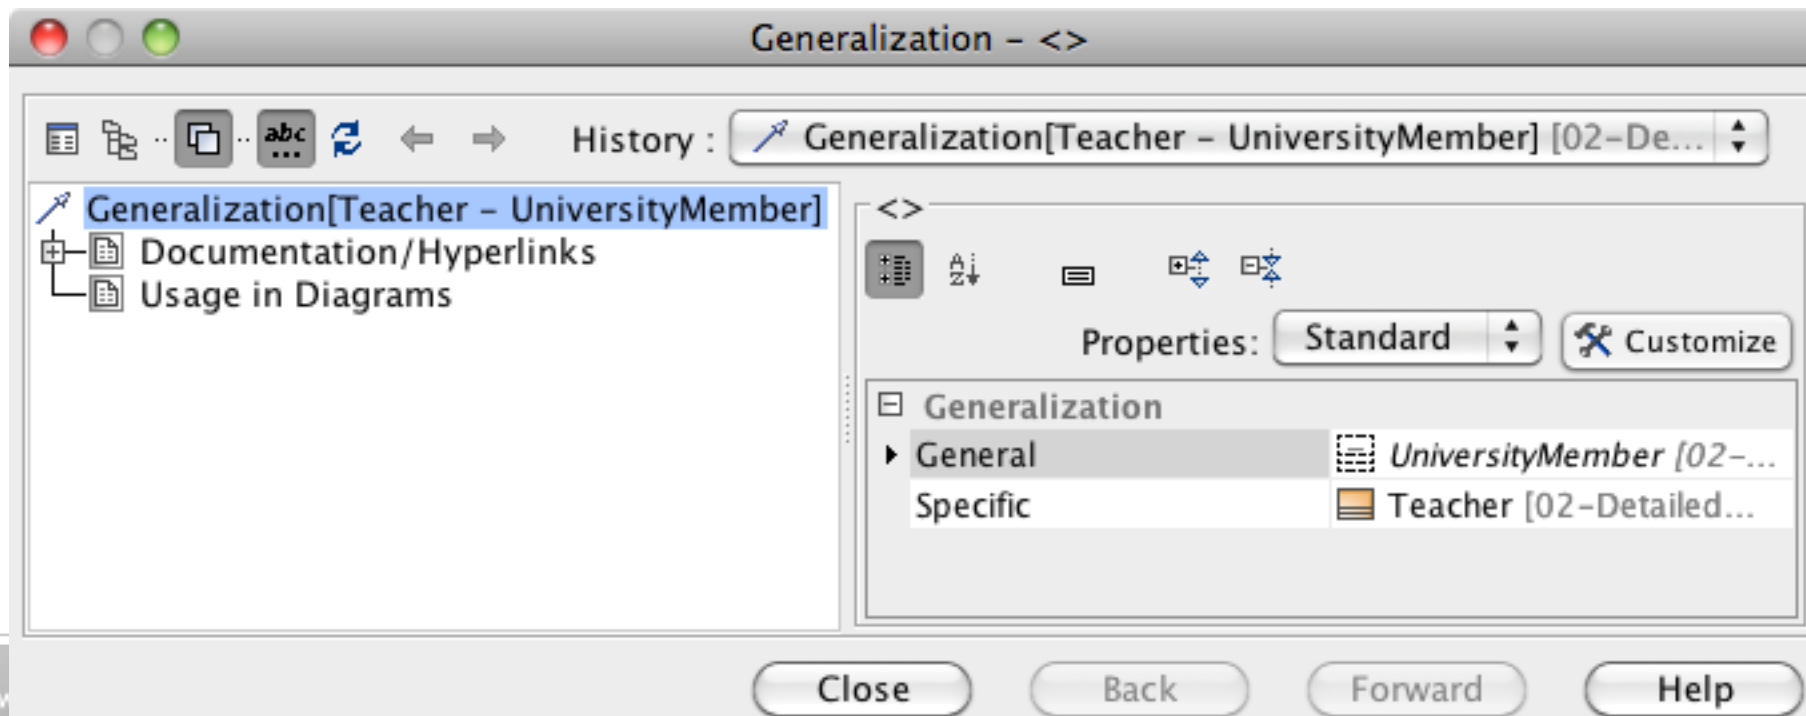 Generalization - <>
abc
...
History :
Generalization[Teacher - UniversityMember] [02-De...
Generalization[Teacher - UniversityMember]
Documentation/Hyperlinks
Usage in Diagrams
<>
A
Z
Properties:
Standard
Customize
Generalization
General
UniversityMember [02-...
Specific
Teacher [02-Detailed...
Close
Back
Forward
Help